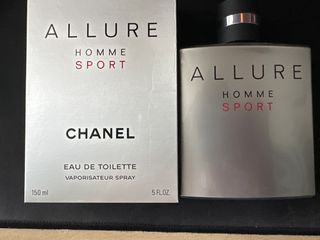 ALLURE
HOMME
SPORT
CHANEL
EAU DE TOILETTE
VAPORISATEUR SPRAY
150 ml 5 FL.OZ.
ALLURE
HOMME
SPORT